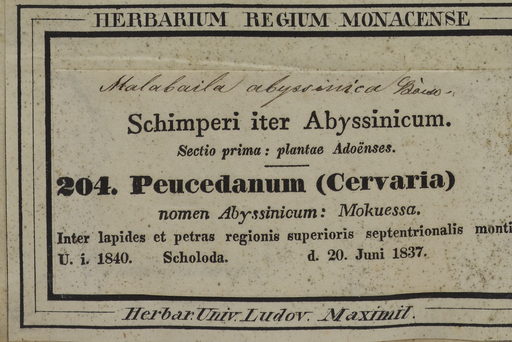 HERBARIUM REGIUM MONACENSE
Malabaila abyssinica Boiss.
Schimperi iter Abyssinicum.
Sectio prima: plantae Adoënses.
204. Peucedanum (Cervaria)
nomen Abyssinicum: Mokuessa.
Inter lapides et petras regionis superioris septentrionalis monti
U. i. 1840. Scholoda. d. 20. Juni 1837.
Herbar. Univ. Ludov. Maximil.